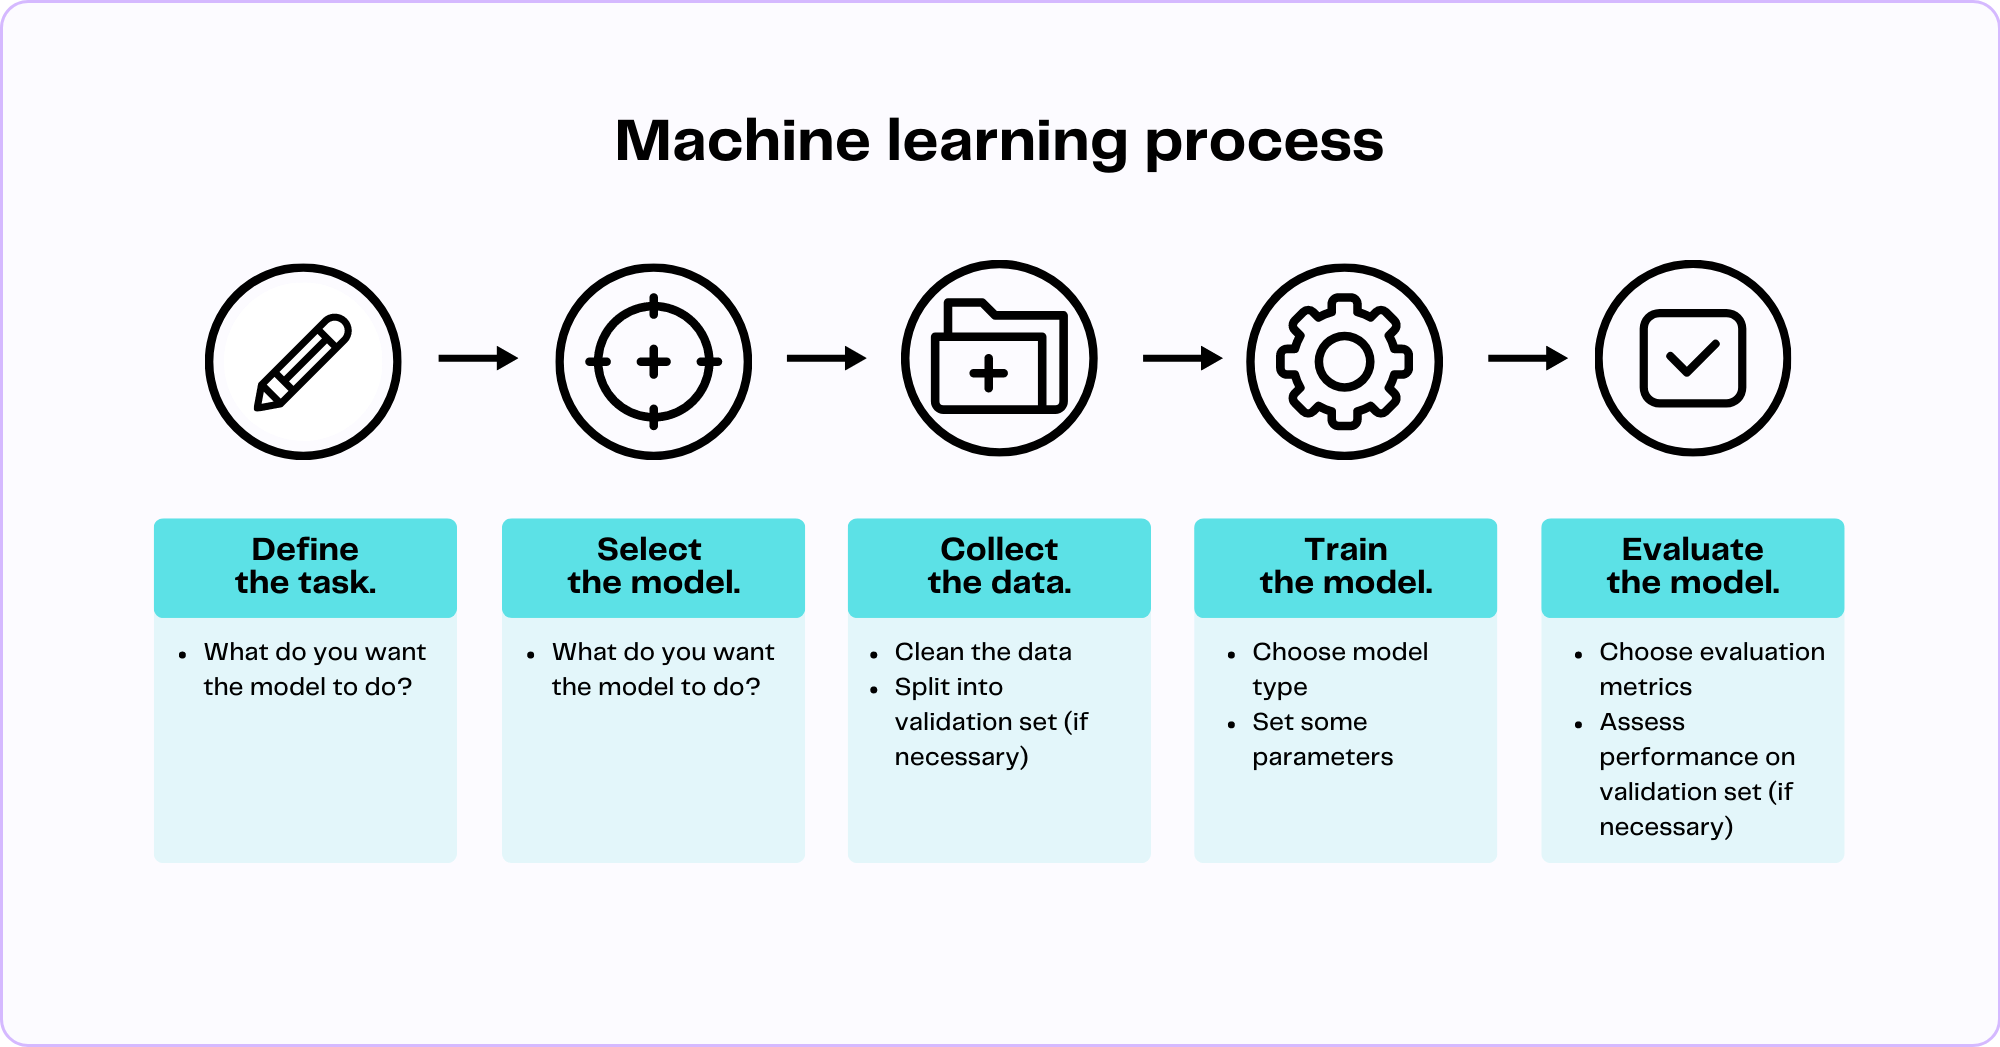 Machine learning process
Define
the task.
• What do you want
the model to do?
Select
the model.
• What do you want
the model to do?
Collect
the data.
• Clean the data
• Split into
validation set (if
necessary)
Train
the model.
• Choose model
type
• Set some
parameters
Evaluate
the model.
• Choose evaluation
metrics
• Assess
performance on
validation set (if
necessary)